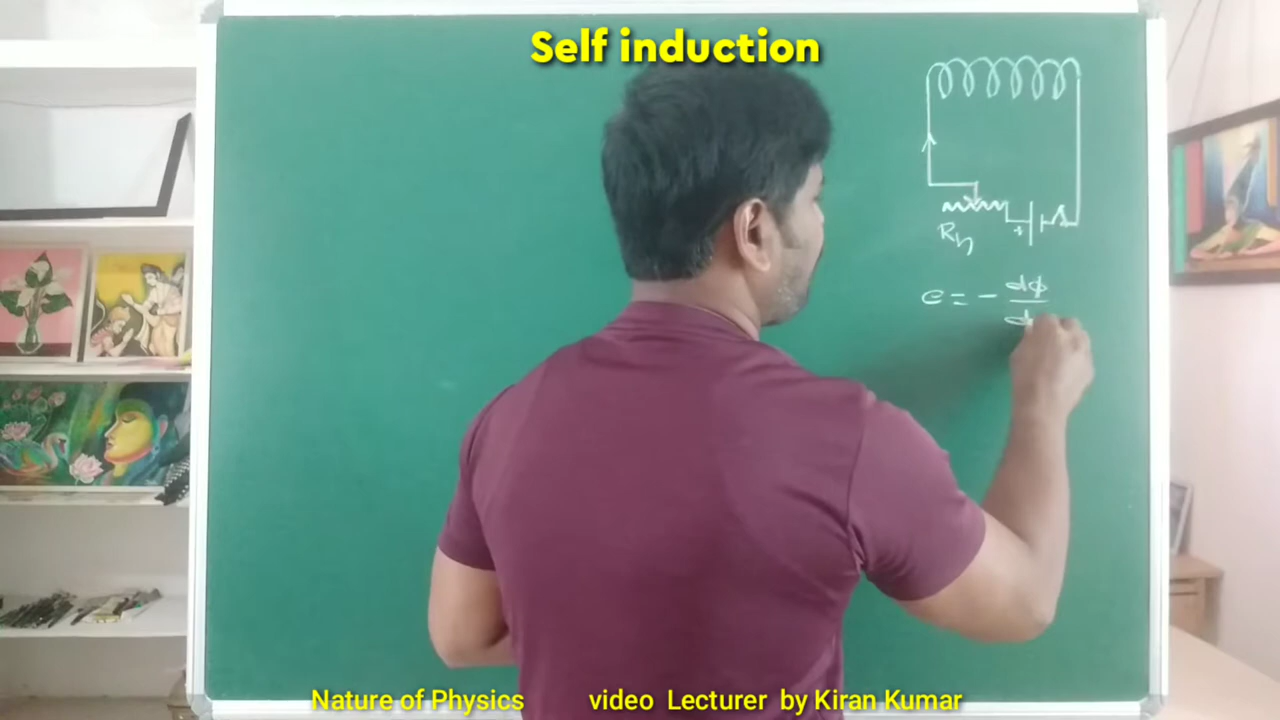 Self induction
Rh
+
e = - dφ
d
Nature of Physics video Lecturer by Kiran Kumar